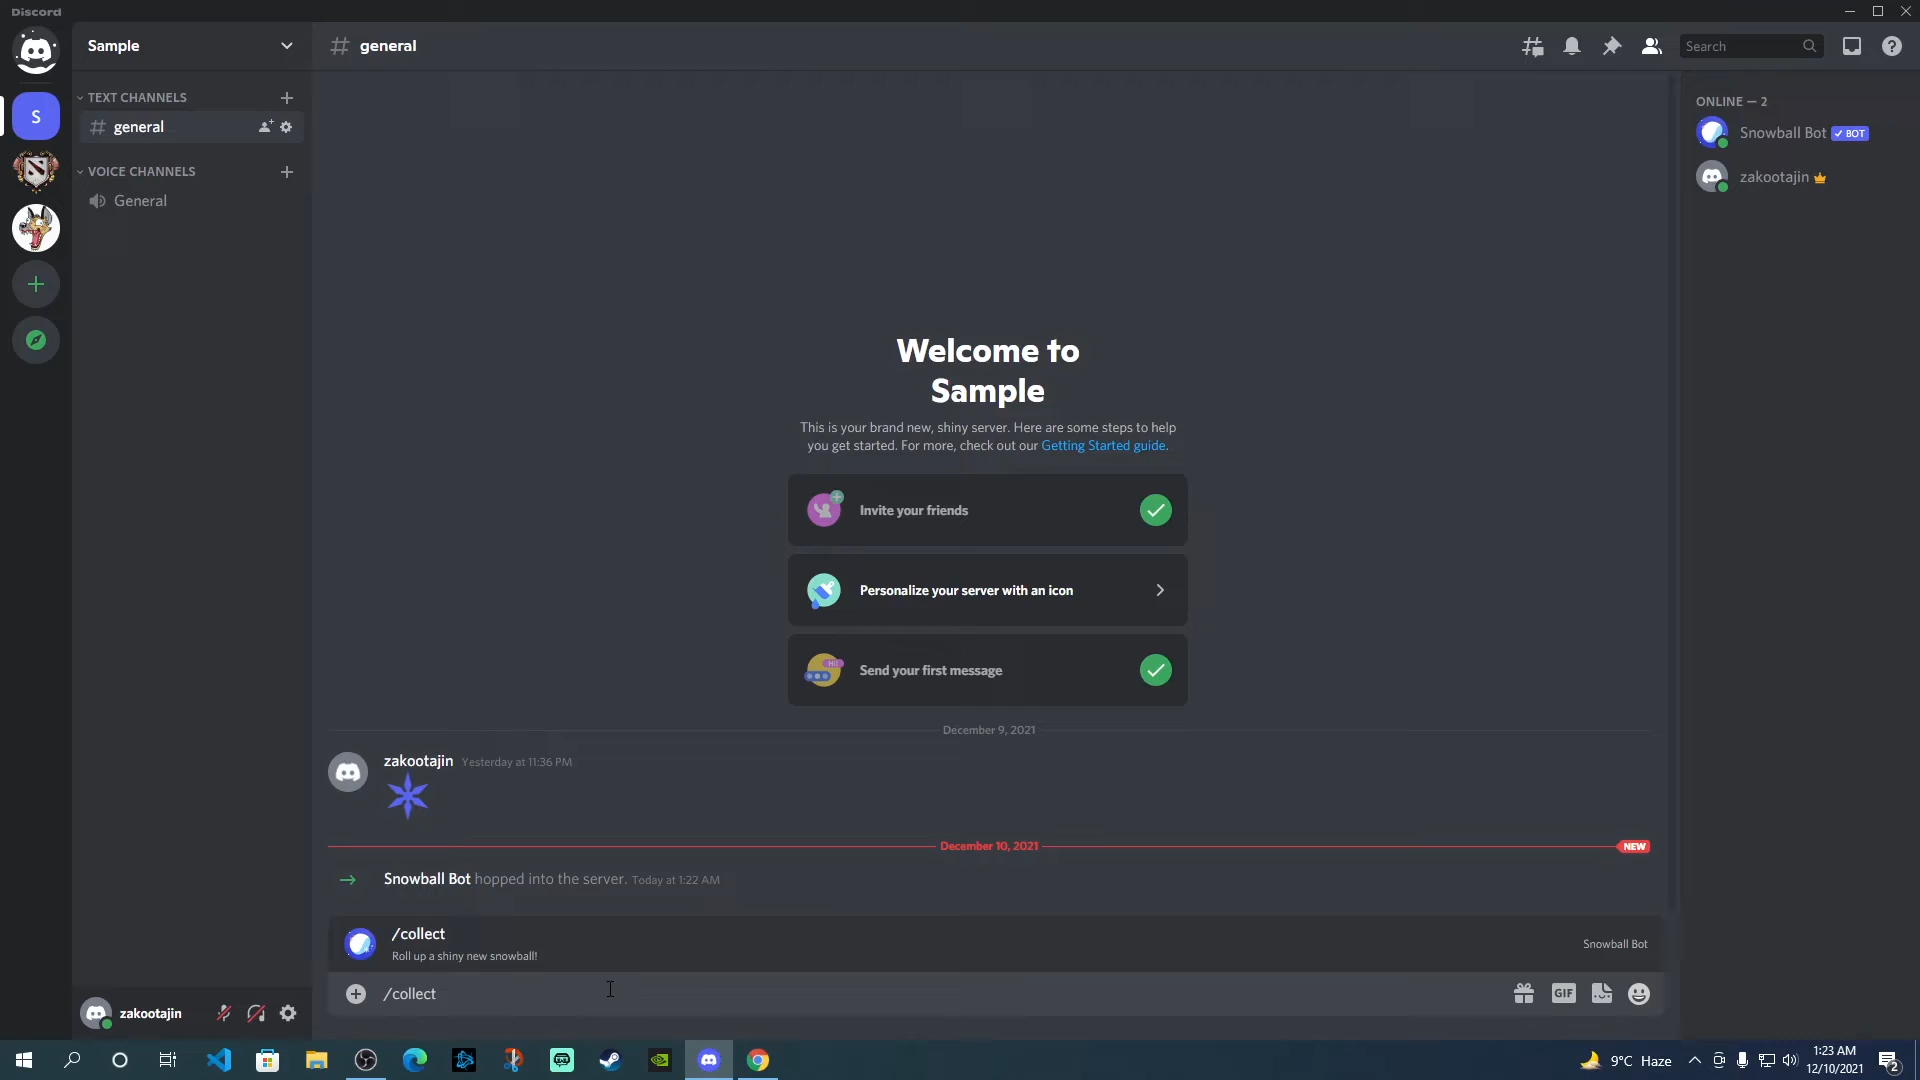 Discord
Sample
general
Search
TEXT CHANNELS
general
VOICE CHANNELS
General
S
ONLINE — 2
Snowball Bot BOT
zakootajin
Welcome to
Sample
This is your brand new, shiny server. Here are some steps to help
you get started. For more, check out our Getting Started guide.
Invite your friends
Personalize your server with an icon
Hi!
Send your first message
December 9, 2021
zakootajin Yesterday at 11:36 PM
December 10, 2021 NEW
Snowball Bot hopped into the server. Today at 1:22 AM
/collect
Roll up a shiny new snowball!
Snowball Bot
/collect
GIF
zakootajin
9°C Haze
1:23 AM
12/10/2021
2